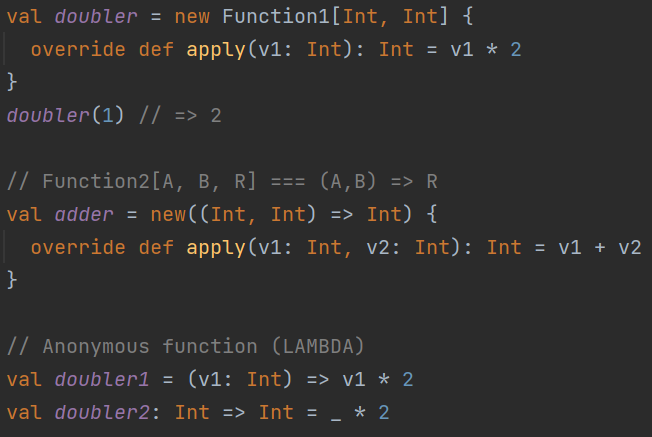 val doubler = new Function1[Int, Int] {
  override def apply(v1: Int): Int = v1 * 2
}
doubler(1) // => 2

// Function2[A, B, R] === (A,B) => R
val adder = new((Int, Int) => Int) {
  override def apply(v1: Int, v2: Int): Int = v1 + v2
}

// Anonymous function (LAMBDA)
val doubler1 = (v1: Int) => v1 * 2
val doubler2: Int => Int = _ * 2